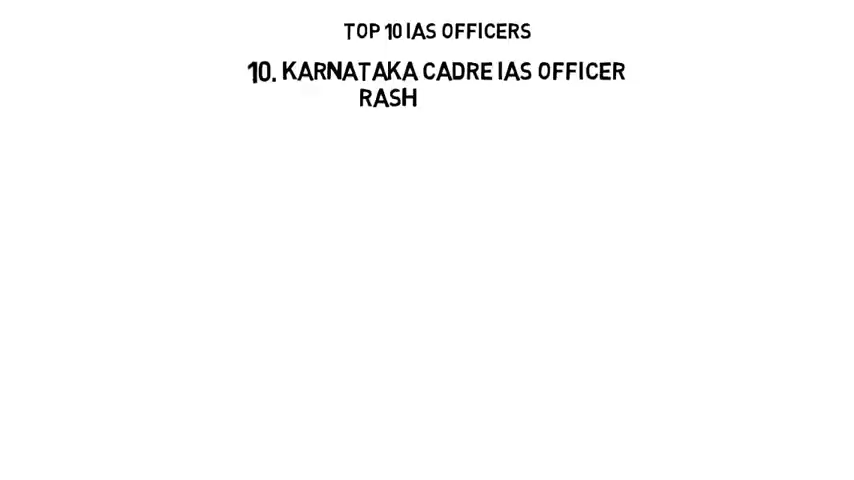 TOP 10 IAS OFFICERS
10. KARNATAKA CADRE IAS OFFICER
RASH